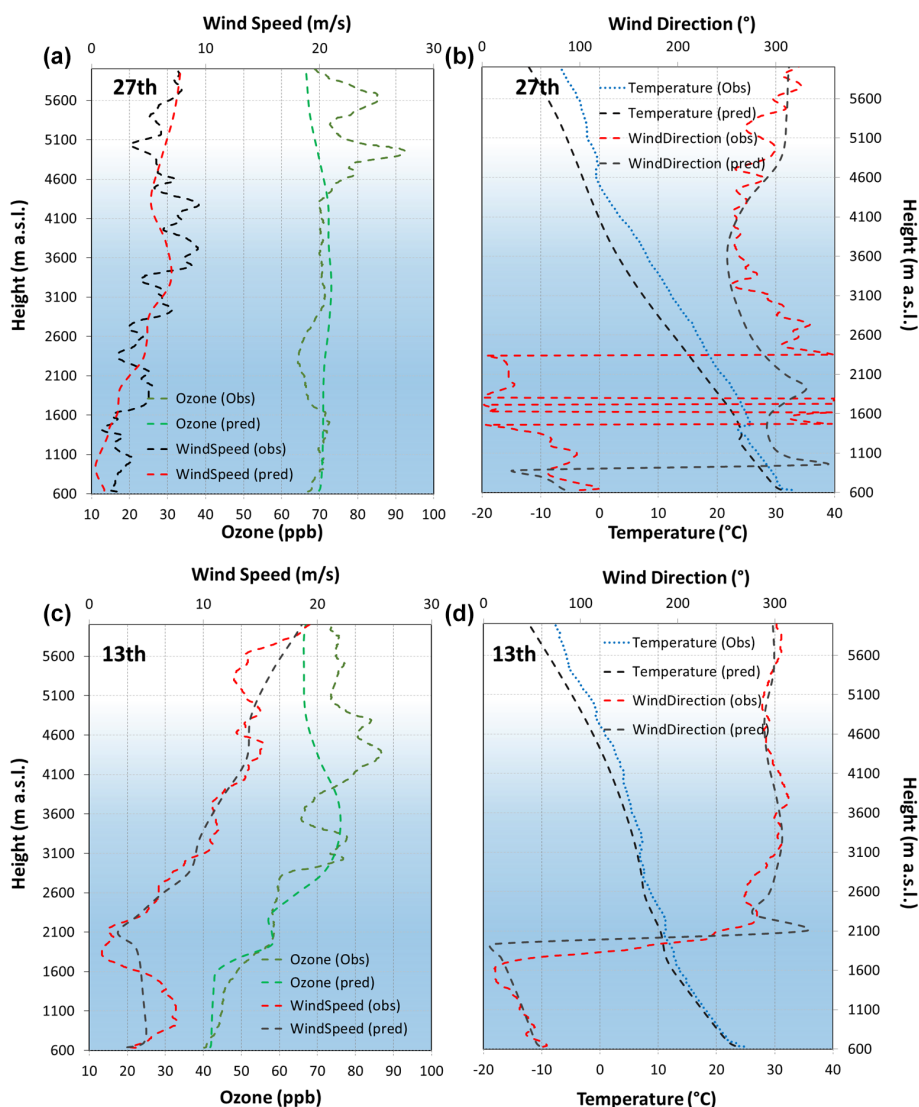 Wind Speed (m/s)
0 10 20 30
(a)
27th
Height (m a.s.l.)
5600
5100
4600
4100
3600
3100
2600
2100
1600
1100
600
Ozone (Obs)
Ozone (pred)
WindSpeed (obs)
WindSpeed (pred)
10 20 30 40 50 60 70 80 90 100
Ozone (ppb)
Wind Direction (°)
0 100 200 300
(b)
27th
Temperature (Obs)
Temperature (pred)
WindDirection (obs)
WindDirection (pred)
5600
5100
4600
4100
3600
3100
2600
2100
1600
1100
600
Height (m a.s.l.)
-20 -10 0 10 20 30 40
Temperature (°C)
Wind Speed (m/s)
0 10 20 30
(c)
13th
Height (m a.s.l.)
5600
5100
4600
4100
3600
3100
2600
2100
1600
1100
600
Ozone (Obs)
Ozone (pred)
WindSpeed (obs)
WindSpeed (pred)
10 20 30 40 50 60 70 80 90 100
Ozone (ppb)
Wind Direction (°)
0 100 200 300
(d)
13th
Temperature (Obs)
Temperature (pred)
WindDirection (obs)
WindDirection (pred)
5600
5100
4600
4100
3600
3100
2600
2100
1600
1100
600
Height (m a.s.l.)
-20 -10 0 10 20 30 40
Temperature (°C)